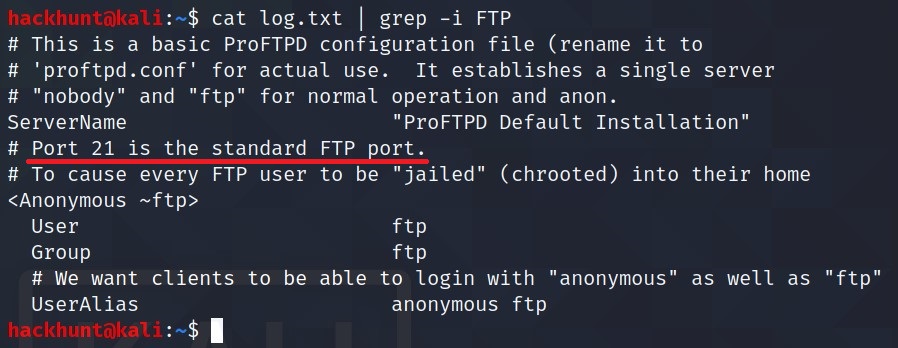 hackhunt@kali:~$ cat log.txt | grep -i FTP
# This is a basic ProFTPD configuration file (rename it to
# 'proftpd.conf' for actual use.  It establishes a single server
# "nobody" and "ftp" for normal operation and anon.
ServerName                      "ProFTPD Default Installation"
# Port 21 is the standard FTP port.
# To cause every FTP user to be "jailed" (chrooted) into their home
<Anonymous ~ftp>
  User                          ftp
  Group                         ftp
  # We want clients to be able to login with "anonymous" as well as "ftp"
  UserAlias                     anonymous ftp
hackhunt@kali:~$